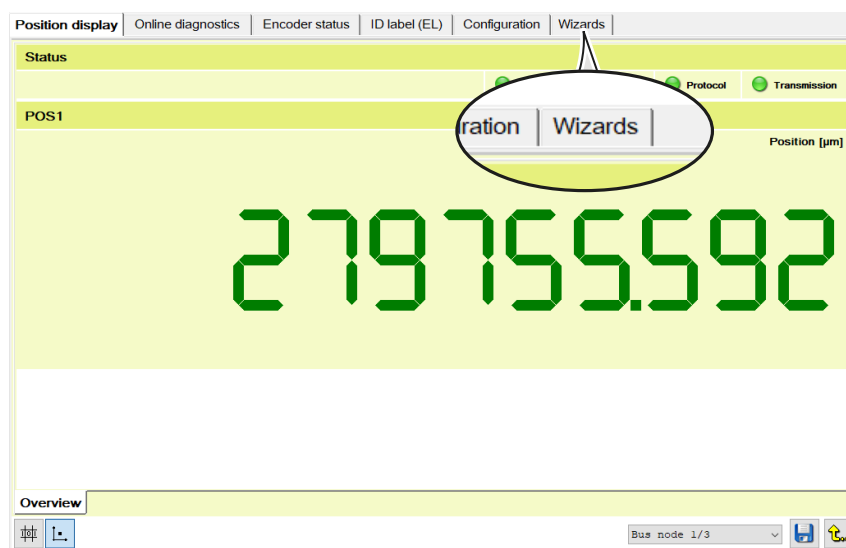 Position display Online diagnostics Encoder status ID label (EL) Configuration Wizards
Status
Protocol Transmission
POS1
uration Wizards
Position [µm]
279755.592
Overview
Bus node 1/3